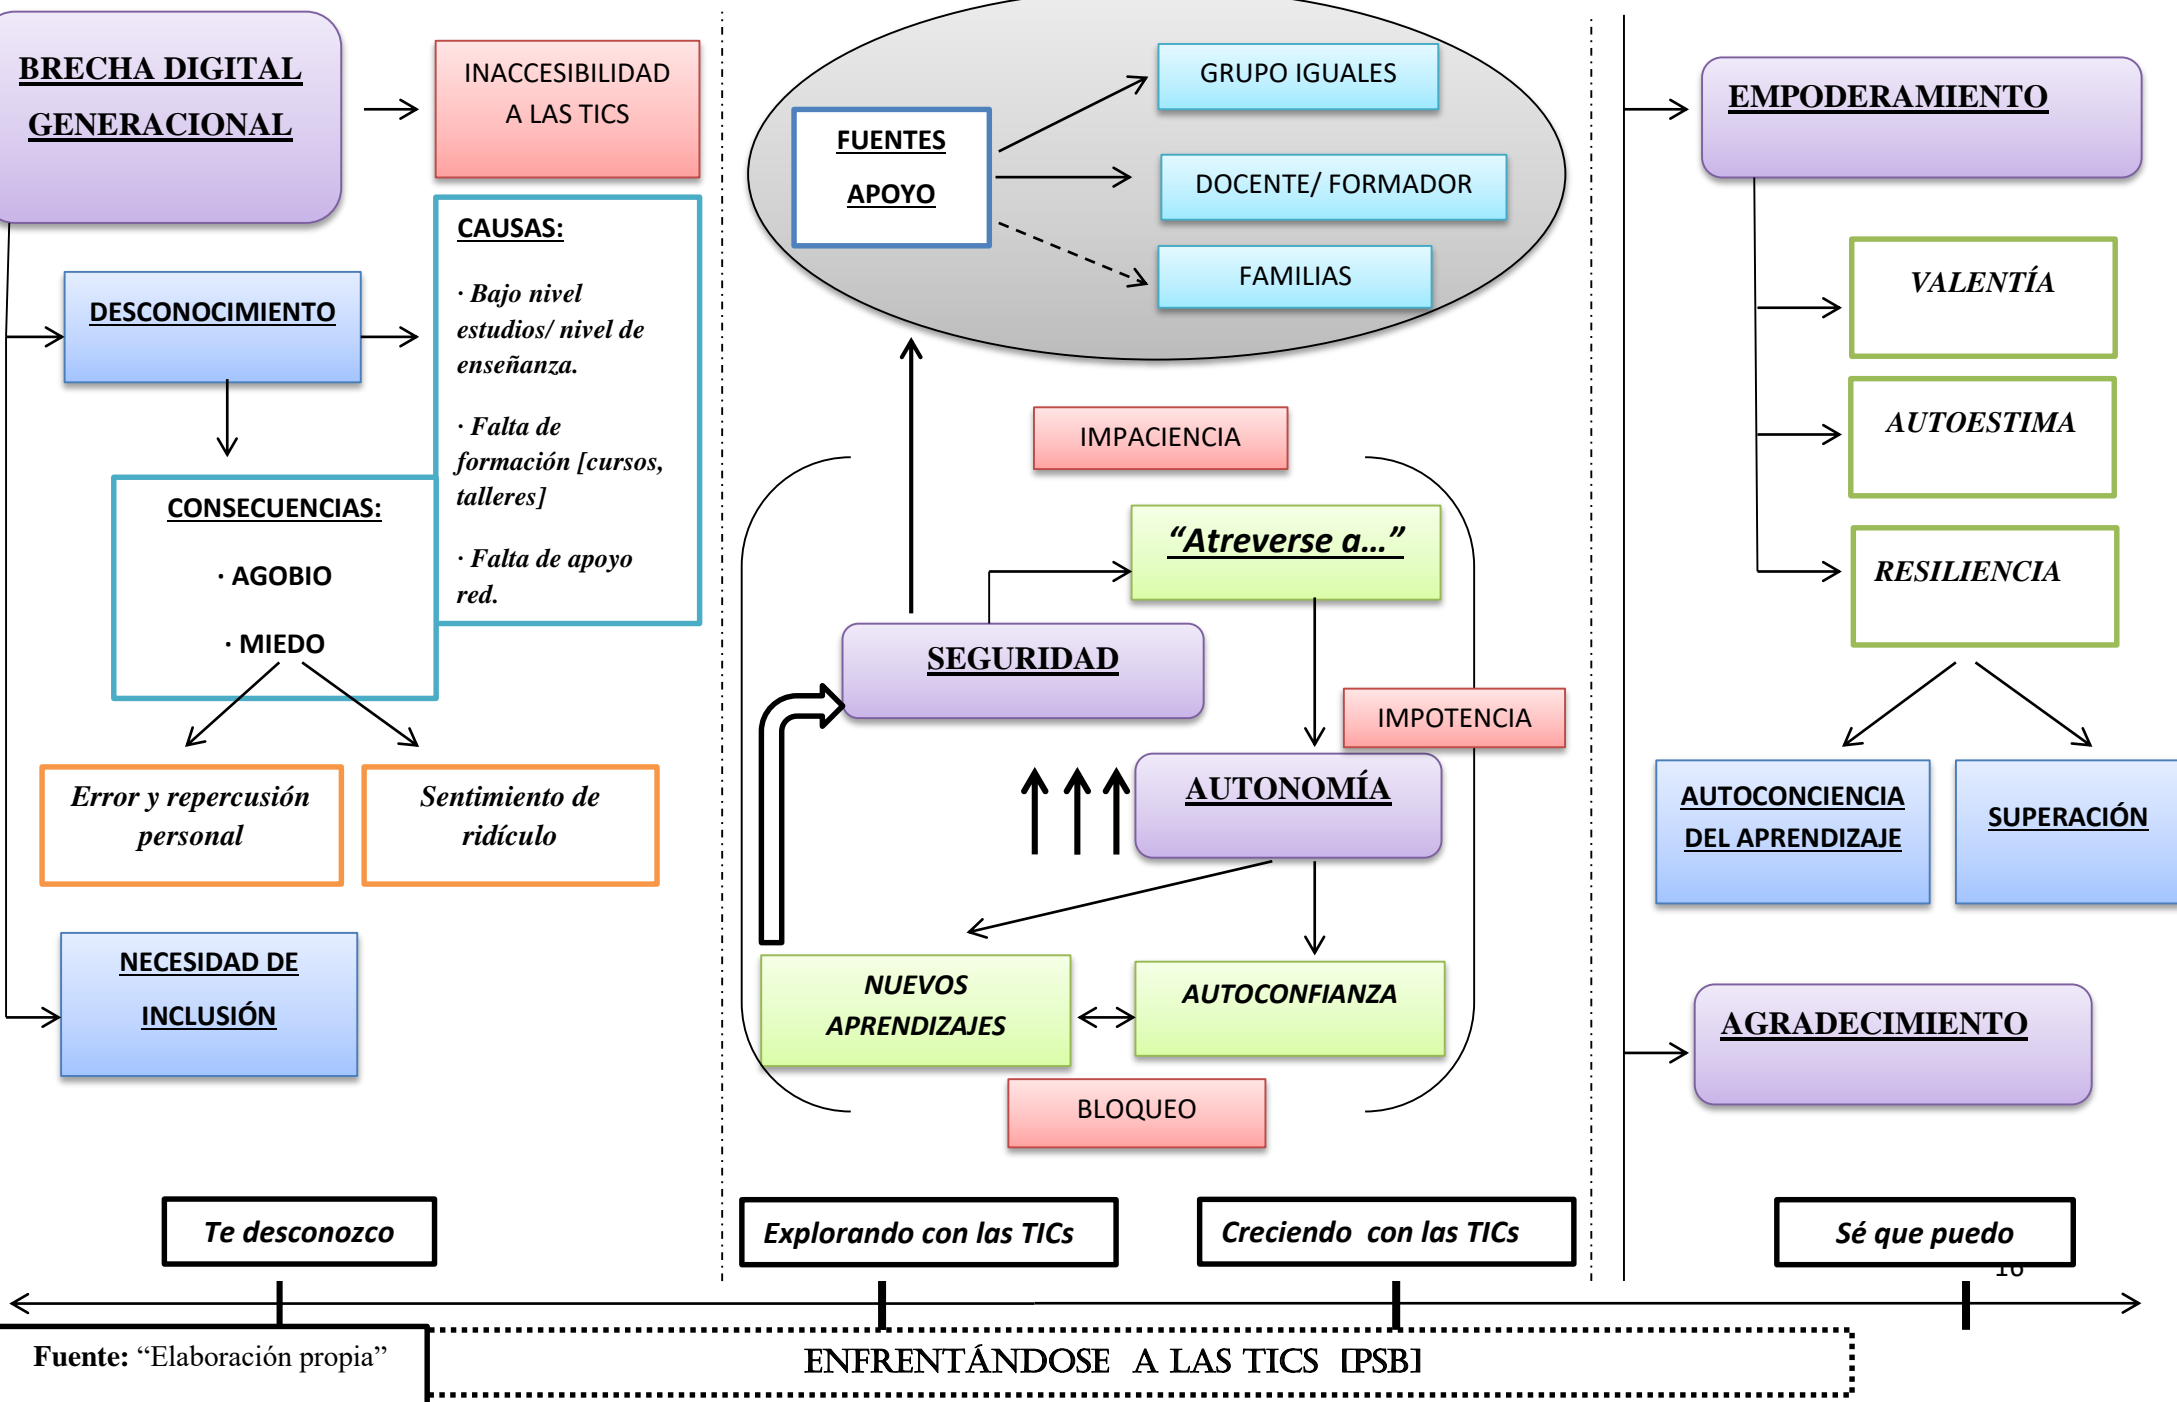 BRECHA DIGITAL
GENERACIONAL
INACCESIBILIDAD
A LAS TICS
DESCONOCIMIENTO
CAUSAS:
· Bajo nivel
estudios/ nivel de
enseñanza.
· Falta de
formación [cursos,
talleres]
· Falta de apoyo
red.
CONSECUENCIAS:
· AGOBIO
· MIEDO
Error y repercusión
personal
Sentimiento de
ridículo
NECESIDAD DE
INCLUSIÓN
FUENTES
APOYO
GRUPO IGUALES
DOCENTE/ FORMADOR
FAMILIAS
IMPACIENCIA
“Atreverse a...”
SEGURIDAD
IMPOTENCIA
AUTONOMÍA
NUEVOS
APRENDIZAJES
AUTOCONFIANZA
BLOQUEO
EMPODERAMIENTO
VALENTÍA
AUTOESTIMA
RESILIENCIA
AUTOCONCIENCIA
DEL APRENDIZAJE
SUPERACIÓN
AGRADECIMIENTO
Te desconozco
Explorando con las TICs
Creciendo  con las TICs
Sé que puedo
16
Fuente: “Elaboración propia”
ENFRENTÁNDOSE  A LAS TICS  [PSB]